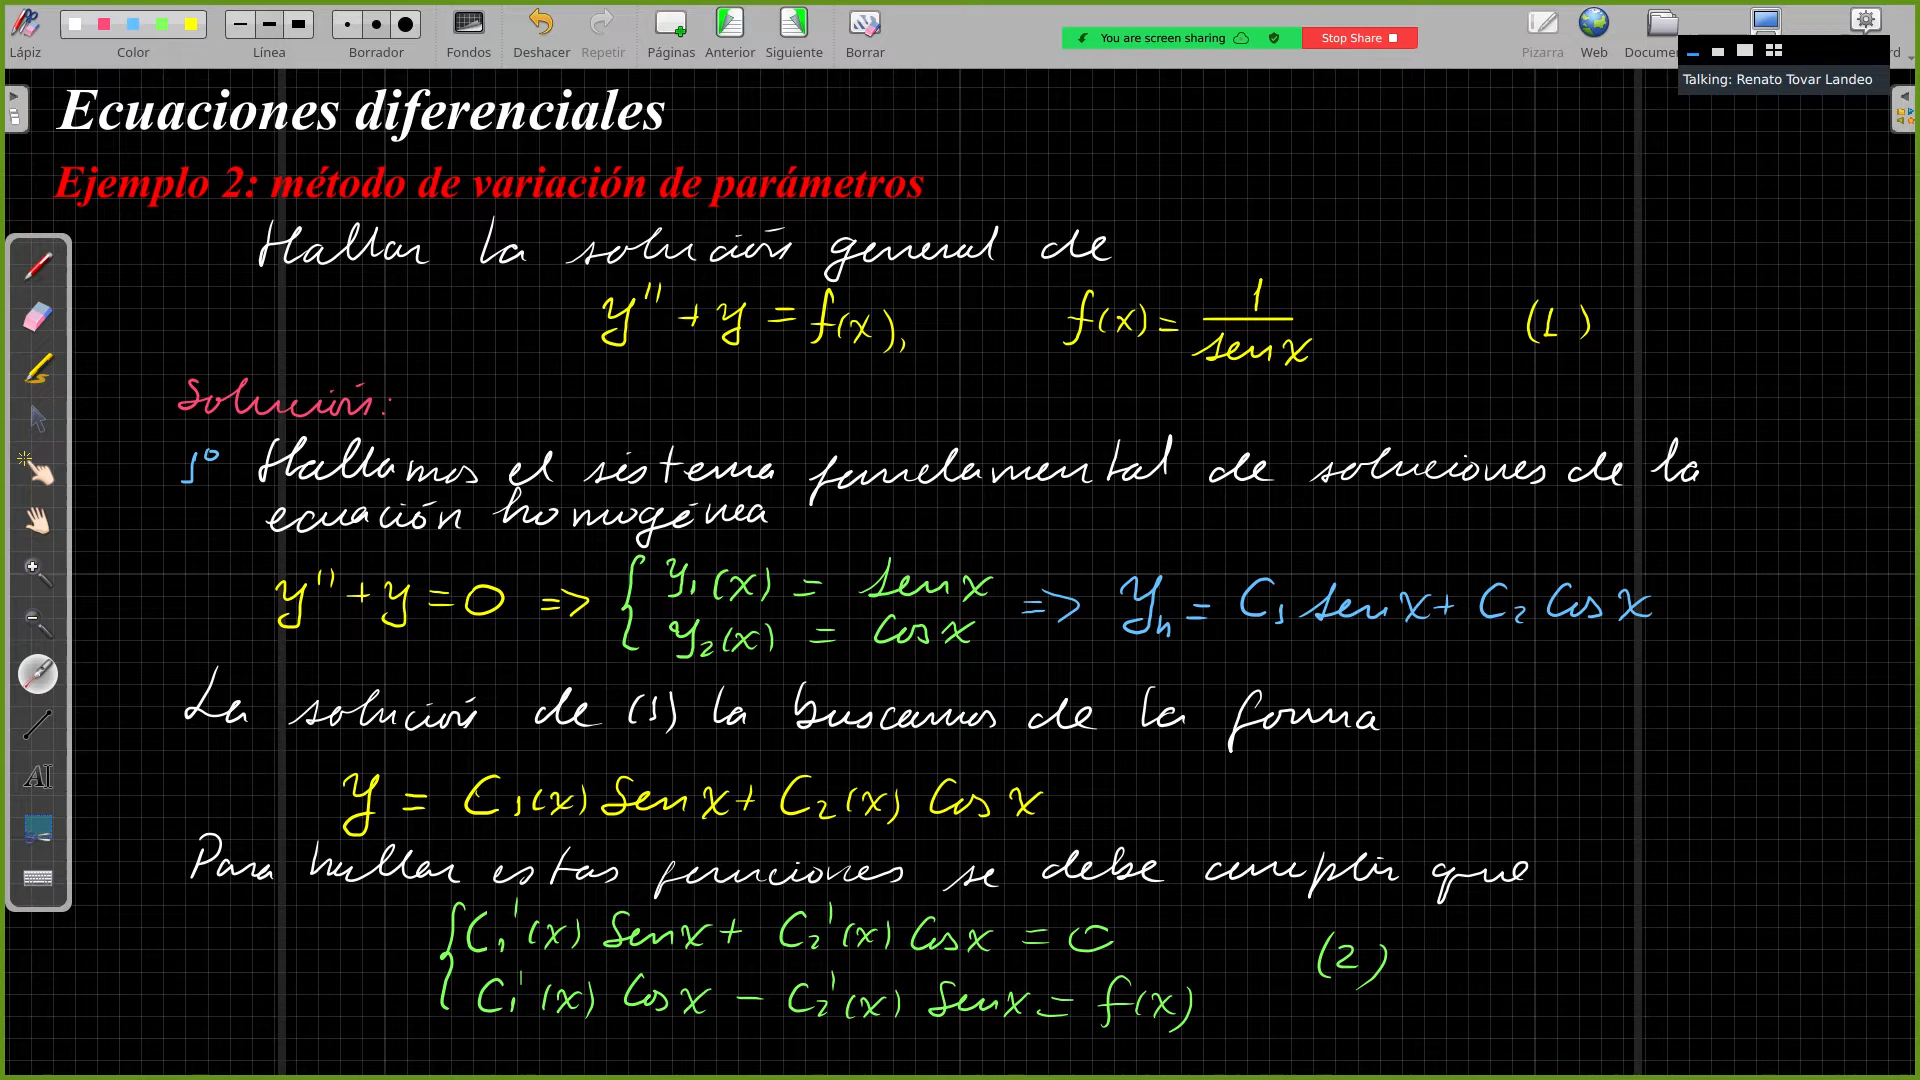 Lápiz Color Línea Borrador Fondos Deshacer Repetir Páginas Anterior Siguiente Borrar You are screen sharing Stop Share Pizarra Web Documen
Talking: Renato Tovar Landeo
Ecuaciones diferenciales
Ejemplo 2: método de variación de parámetros
Hallar la solución general de
y'' + y = f(x), f(x) = 1/sen x (1)
Solución:
1° Hallamos el sistema fundamental de soluciones de la
ecuación homogénea
y'' + y = 0 => { y₁(x) = sen x => yₕ = C₁ sen x + C₂ Cos x
y₂(x) = Cos x
La solución de (1) la buscamos de la forma
y = C₁(x) Sen x + C₂(x) Cos x
Para hallar estas funciones se debe cumplir que
{ C₁'(x) Sen x + C₂'(x) Cos x = 0
C₁'(x) Cos x - C₂'(x) Sen x = f(x) (2)
AI